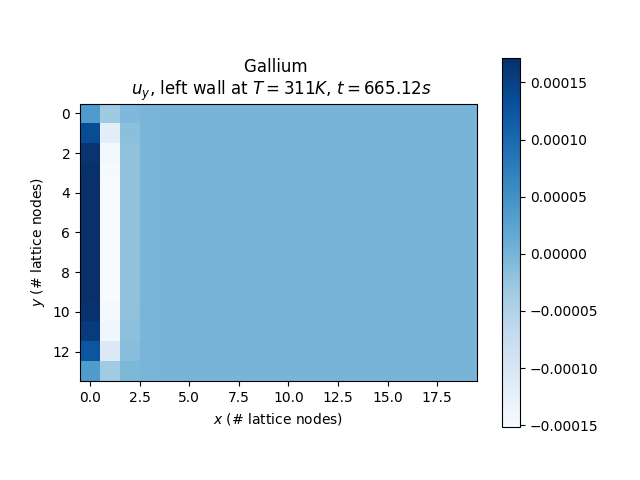 Gallium
u_y, left wall at T = 311K, t = 665.12s
0
2
4
6
8
10
12
y (# lattice nodes)
0.0 2.5 5.0 7.5 10.0 12.5 15.0 17.5
x (# lattice nodes)
0.00015
0.00010
0.00005
0.00000
−0.00005
−0.00010
−0.00015